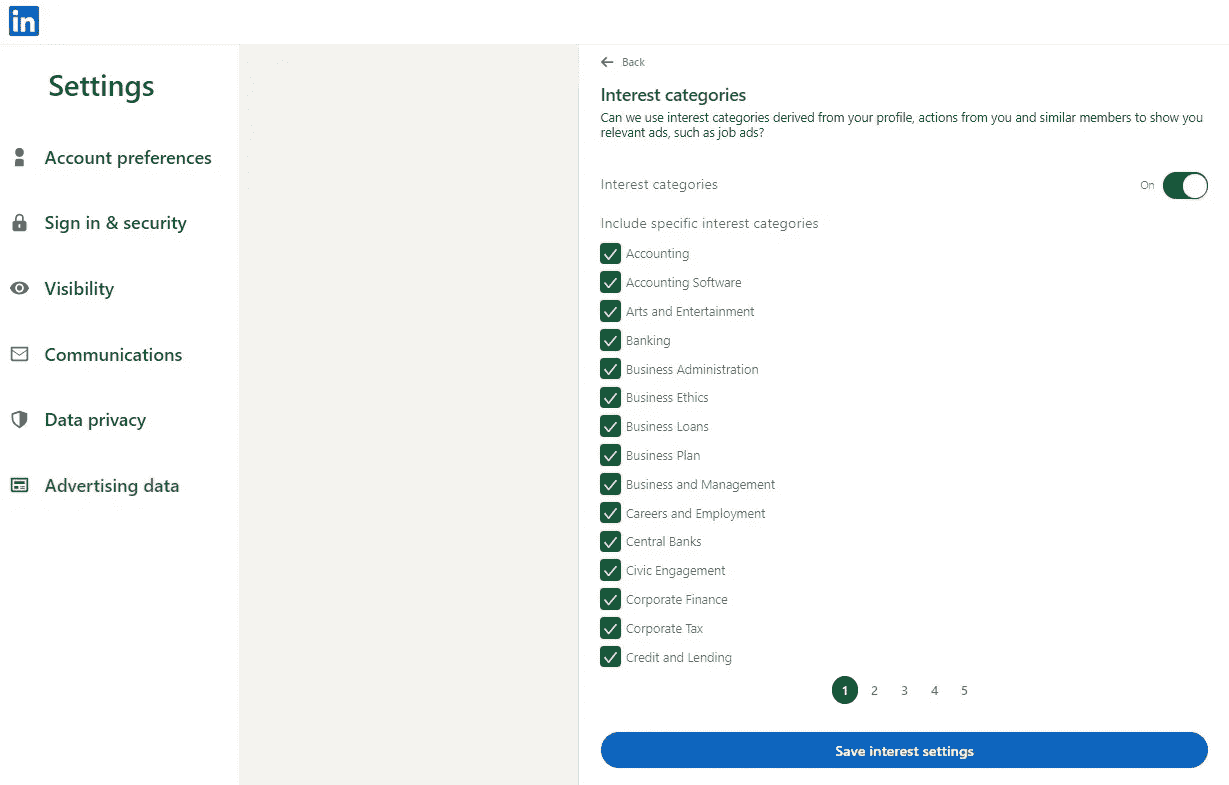 in
Settings
Account preferences
Sign in & security
Visibility
Communications
Data privacy
Advertising data
Back
Interest categories
Can we use interest categories derived from your profile, actions from you and similar members to show you
relevant ads, such as job ads?
Interest categories
On
Include specific interest categories
Accounting
Accounting Software
Arts and Entertainment
Banking
Business Administration
Business Ethics
Business Loans
Business Plan
Business and Management
Careers and Employment
Central Banks
Civic Engagement
Corporate Finance
Corporate Tax
Credit and Lending
1 2 3 4 5
Save interest settings